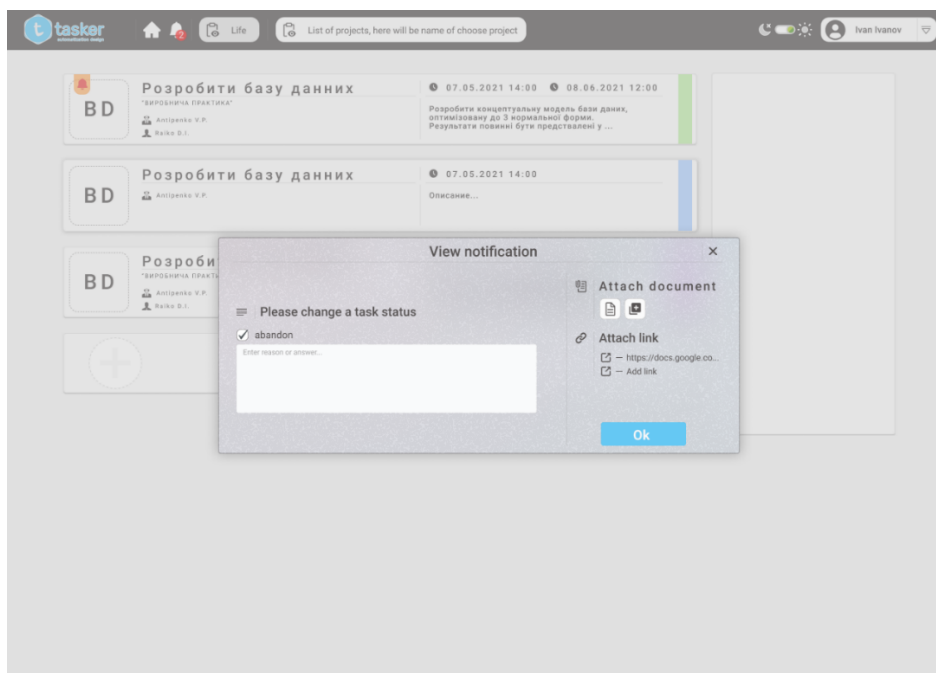 t tasker
automatisation design
Life
List of projects, here will be name of choose project
Ivan Ivanov
BD
Розробити базу данних
"ВИРОБНИЧА ПРАКТИКА"
Antipenko V.P.
Raiko D.I.
07.05.2021 14:00 08.06.2021 12:00
Розробити концептуальну модель бази даних,
оптимізовану до 3 нормальної форми.
Результати повинні бути представлені у ...
BD
Розробити базу данних
Antipenko V.P.
07.05.2021 14:00
Описание...
BD
Розроби
"ВИРОБНИЧА ПРАКТИ
Antipenko V.P.
Raiko D.I.
View notification
Please change a task status
abandon
Enter reason or answer...
Attach document
Attach link
— https://docs.google.co...
— Add link
Ok